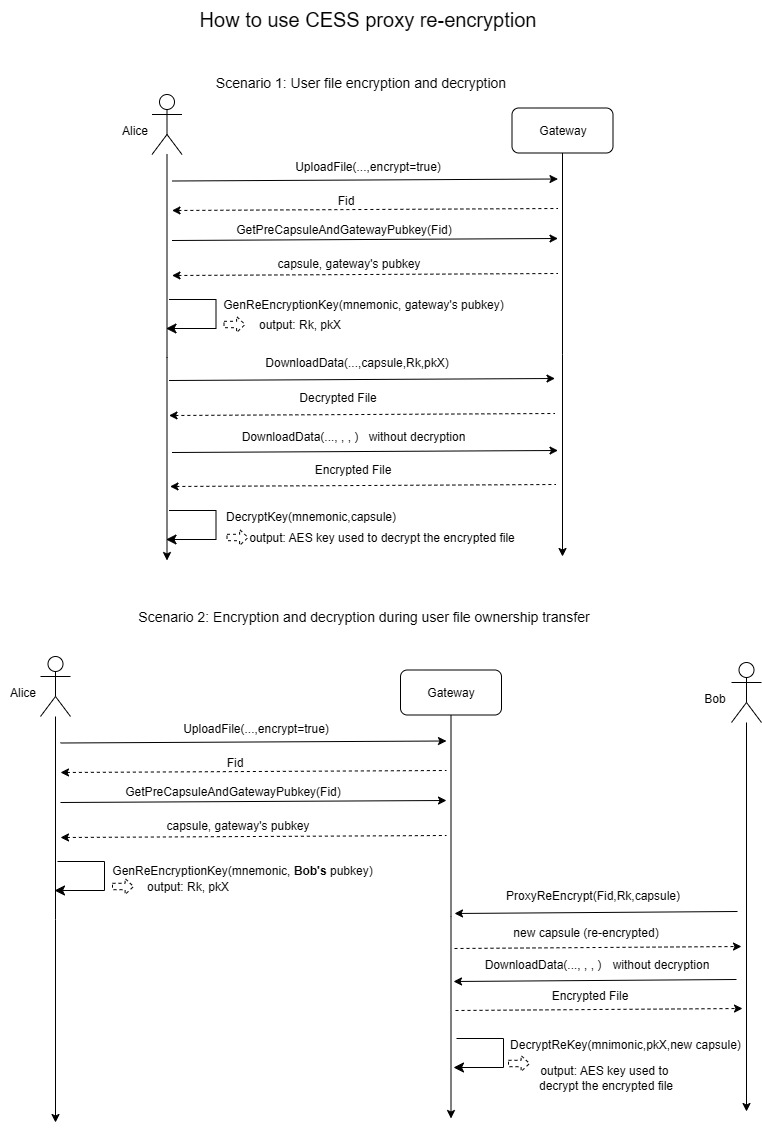 How to use CESS proxy re-encryption
Scenario 1: User file encryption and decryption
Alice
Gateway
UploadFile(...,encrypt=true)
Fid
GetPreCapsuleAndGatewayPubkey(Fid)
capsule, gateway's pubkey
GenReEncryptionKey(mnemonic, gateway's pubkey)
output: Rk, pkX
DownloadData(...,capsule,Rk,pkX)
Decrypted File
DownloadData(..., , , ) without decryption
Encrypted File
DecryptKey(mnemonic,capsule)
output: AES key used to decrypt the encrypted file
Scenario 2: Encryption and decryption during user file ownership transfer
Alice
Gateway
Bob
UploadFile(...,encrypt=true)
Fid
GetPreCapsuleAndGatewayPubkey(Fid)
capsule, gateway's pubkey
GenReEncryptionKey(mnemonic, Bob's pubkey)
output: Rk, pkX
ProxyReEncrypt(Fid,Rk,capsule)
new capsule (re-encrypted)
DownloadData(..., , , ) without decryption
Encrypted File
DecryptReKey(mnimonic,pkX,new capsule)
output: AES key used to
decrypt the encrypted file